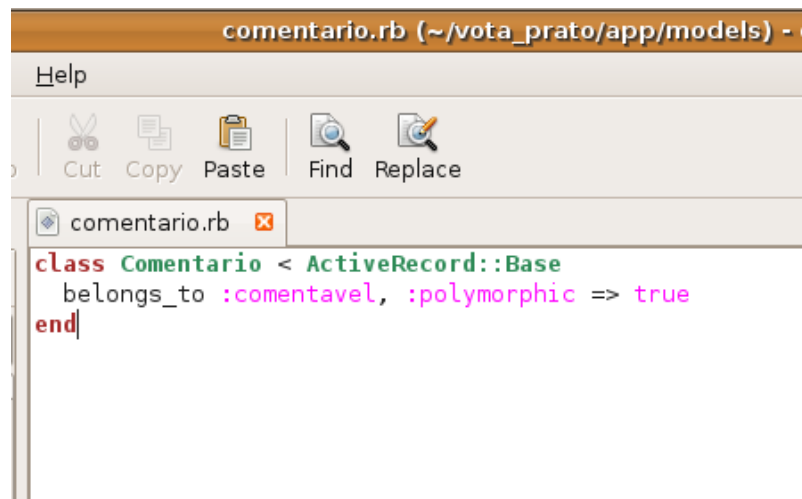 comentario.rb (~/vota_prato/app/models) -
Help
Cut Copy Paste Find Replace
comentario.rb
class Comentario < ActiveRecord::Base
  belongs_to :comentavel, :polymorphic => true
end